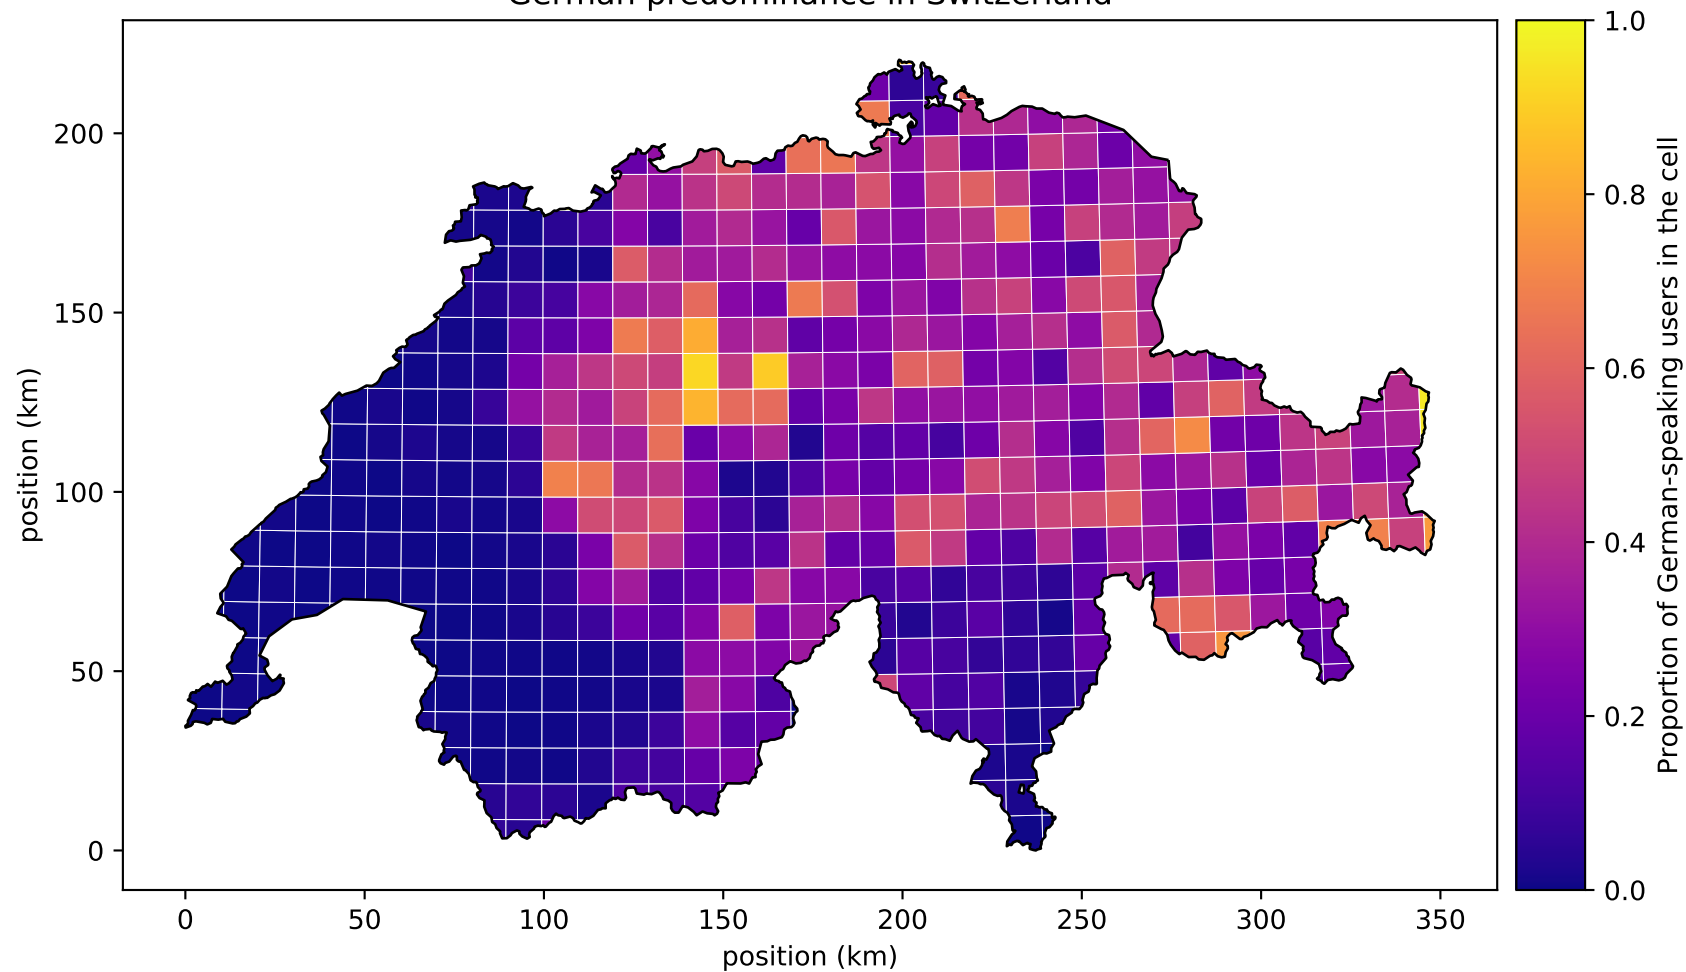 German predominance in Switzerland
200
150
100
50
0
position (km)
0 50 100 150 200 250 300 350
position (km)
1.0
0.8
0.6
0.4
0.2
0.0
Proportion of German-speaking users in the cell